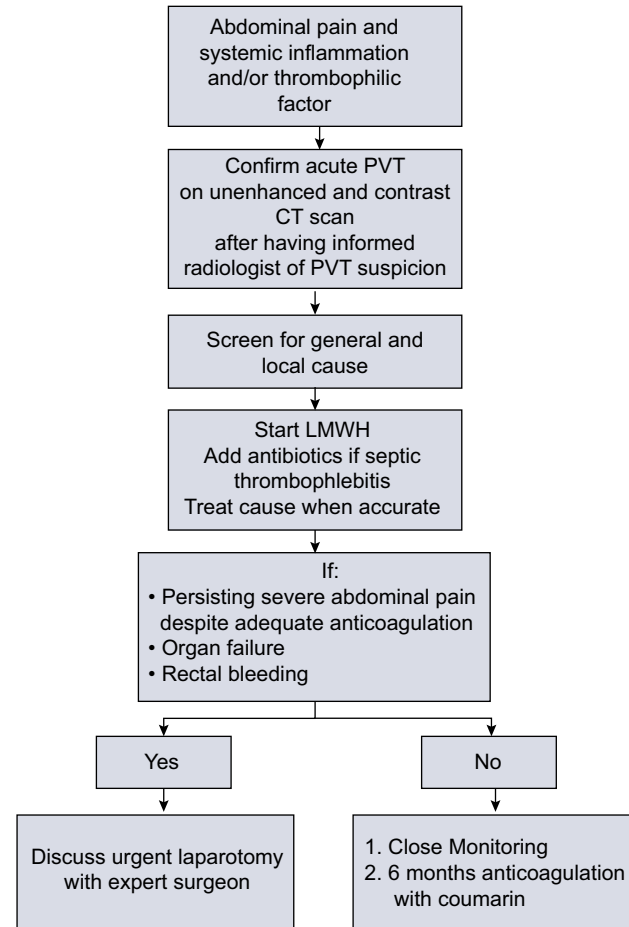 Abdominal pain and
systemic inflammation
and/or thrombophilic
factor
Confirm acute PVT
on unenhanced and contrast
CT scan
after having informed
radiologist of PVT suspicion
Screen for general and
local cause
Start LMWH
Add antibiotics if septic
thrombophlebitis
Treat cause when accurate
If:
• Persisting severe abdominal pain
despite adequate anticoagulation
• Organ failure
• Rectal bleeding
Yes
No
Discuss urgent laparotomy
with expert surgeon
1. Close Monitoring
2. 6 months anticoagulation
with coumarin